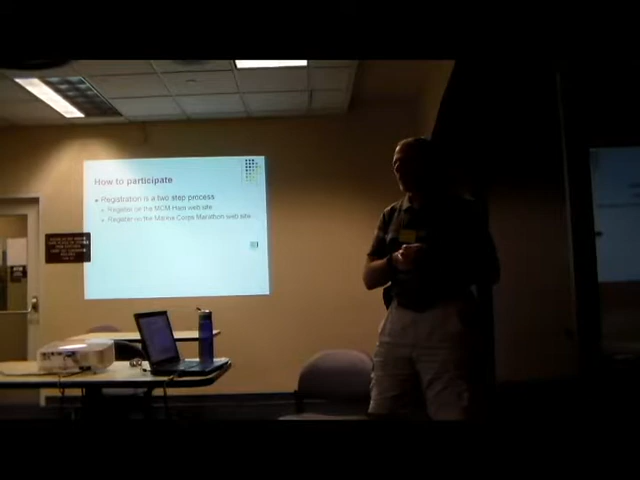 How to participate
Registration is a two step process
Register on the MCM Ham web site
Register on the Marine Corps Marathon web site